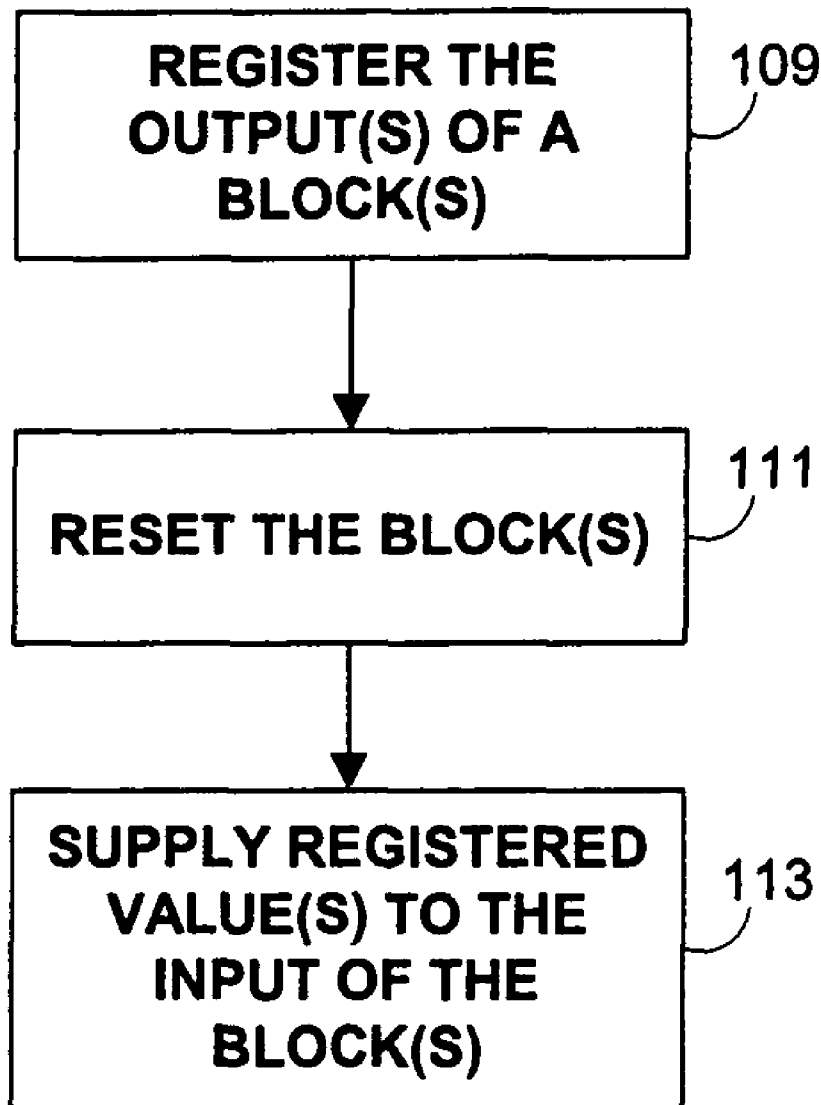 REGISTER THE
OUTPUT(S) OF A
BLOCK(S)
109
RESET THE BLOCK(S)
111
SUPPLY REGISTERED
VALUE(S) TO THE
INPUT OF THE
BLOCK(S)
113